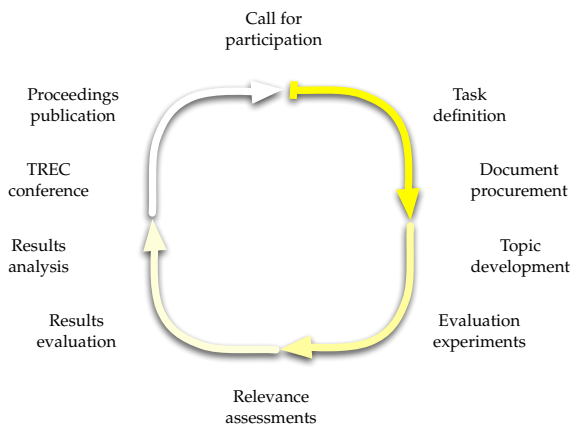 Call for
participation
Task
definition
Document
procurement
Topic
development
Evaluation
experiments
Relevance
assessments
Results
evaluation
Results
analysis
TREC
conference
Proceedings
publication